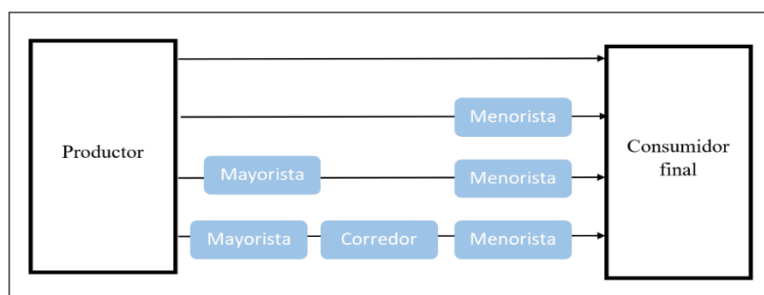 Productor
Menorista
Mayorista
Menorista
Mayorista
Corredor
Menorista
Consumidor
final